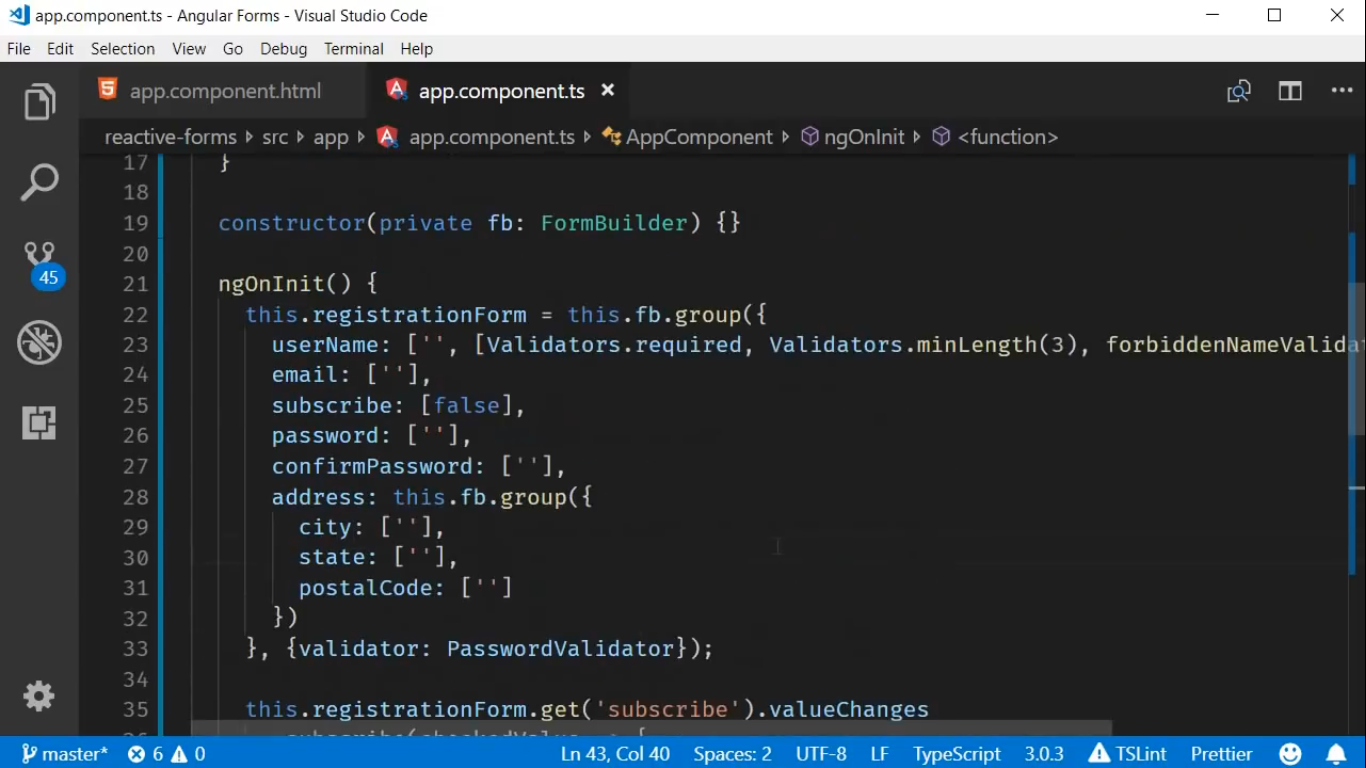 app.component.ts - Angular Forms - Visual Studio Code
File Edit Selection View Go Debug Terminal Help
app.component.html app.component.ts
reactive-forms src app app.component.ts AppComponent ngOnInit <function>
17 }
18
19 constructor(private fb: FormBuilder) {}
20
21 ngOnInit() {
22 this.registrationForm = this.fb.group({
23 userName: ['', [Validators.required, Validators.minLength(3), forbiddenNameValida
24 email: [''],
25 subscribe: [false],
26 password: [''],
27 confirmPassword: [''],
28 address: this.fb.group({
29 city: [''],
30 state: [''],
31 postalCode: ['']
32 })
33 }, {validator: PasswordValidator});
34
35 this.registrationForm.get('subscribe').valueChanges
45
master* 6 0 Ln 43, Col 40 Spaces: 2 UTF-8 LF TypeScript 3.0.3 TSLint Prettier